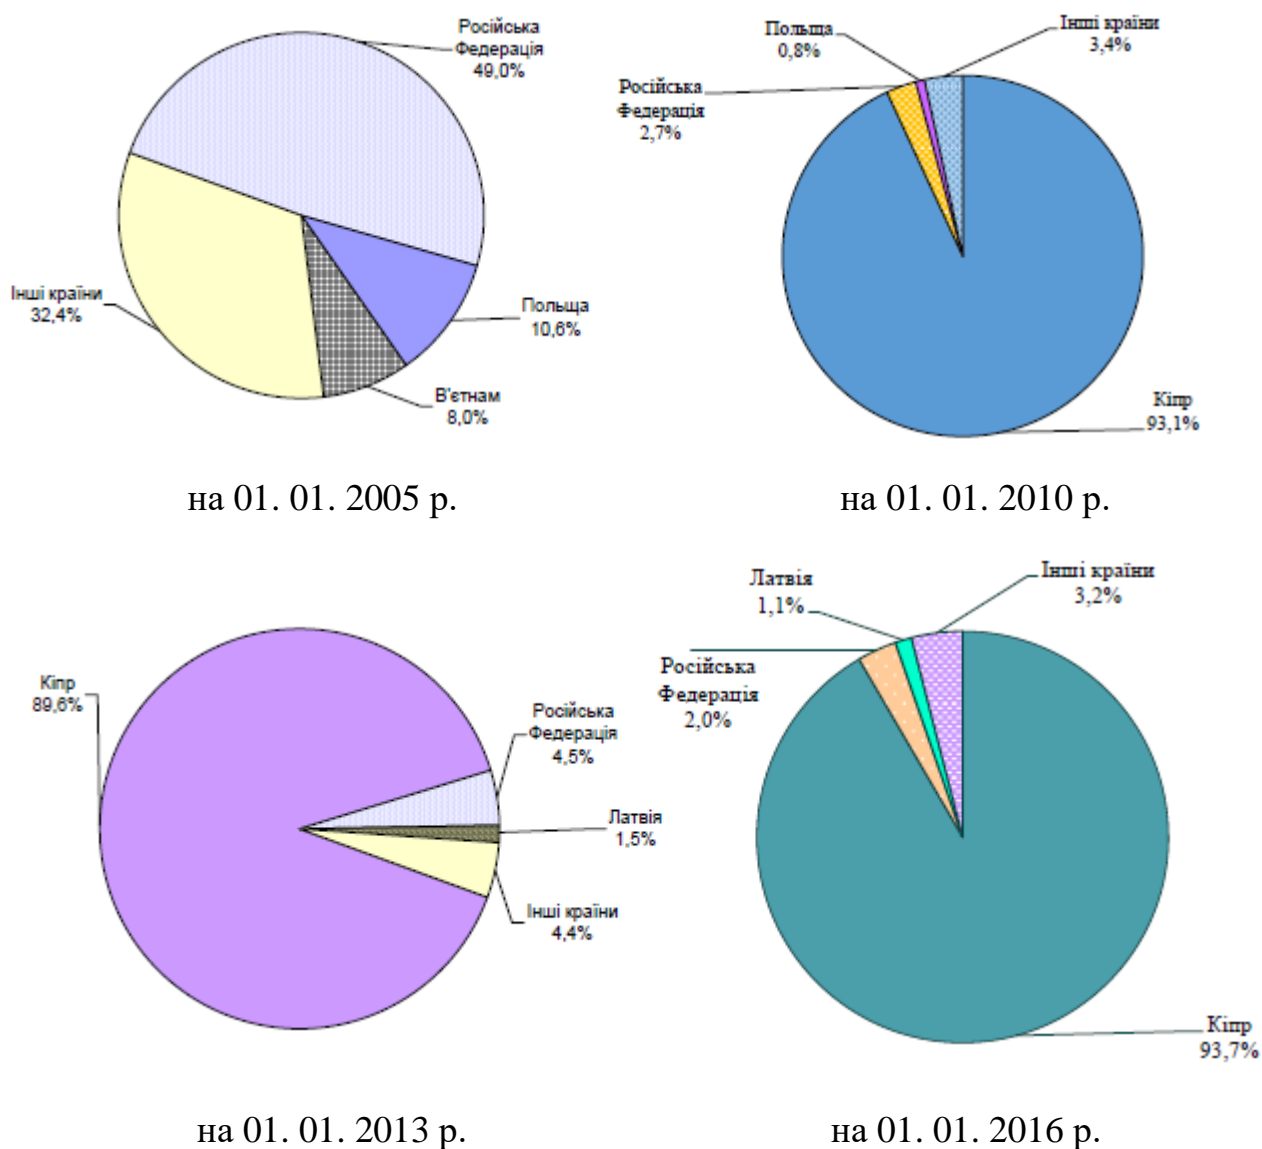 Російська
Федерація
49,0%
Інші країни
32,4%
Польща
10,6%
В'єтнам
8,0%
на 01. 01. 2005 р.
Польща
0,8%
Інші країни
3,4%
Російська
Федерація
2,7%
Кіпр
93,1%
на 01. 01. 2010 р.
Кіпр
89,6%
Російська
Федерація
4,5%
Латвія
1,5%
Інші країни
4,4%
на 01. 01. 2013 р.
Латвія
1,1%
Інші країни
3,2%
Російська
Федерація
2,0%
Кіпр
93,7%
на 01. 01. 2016 р.